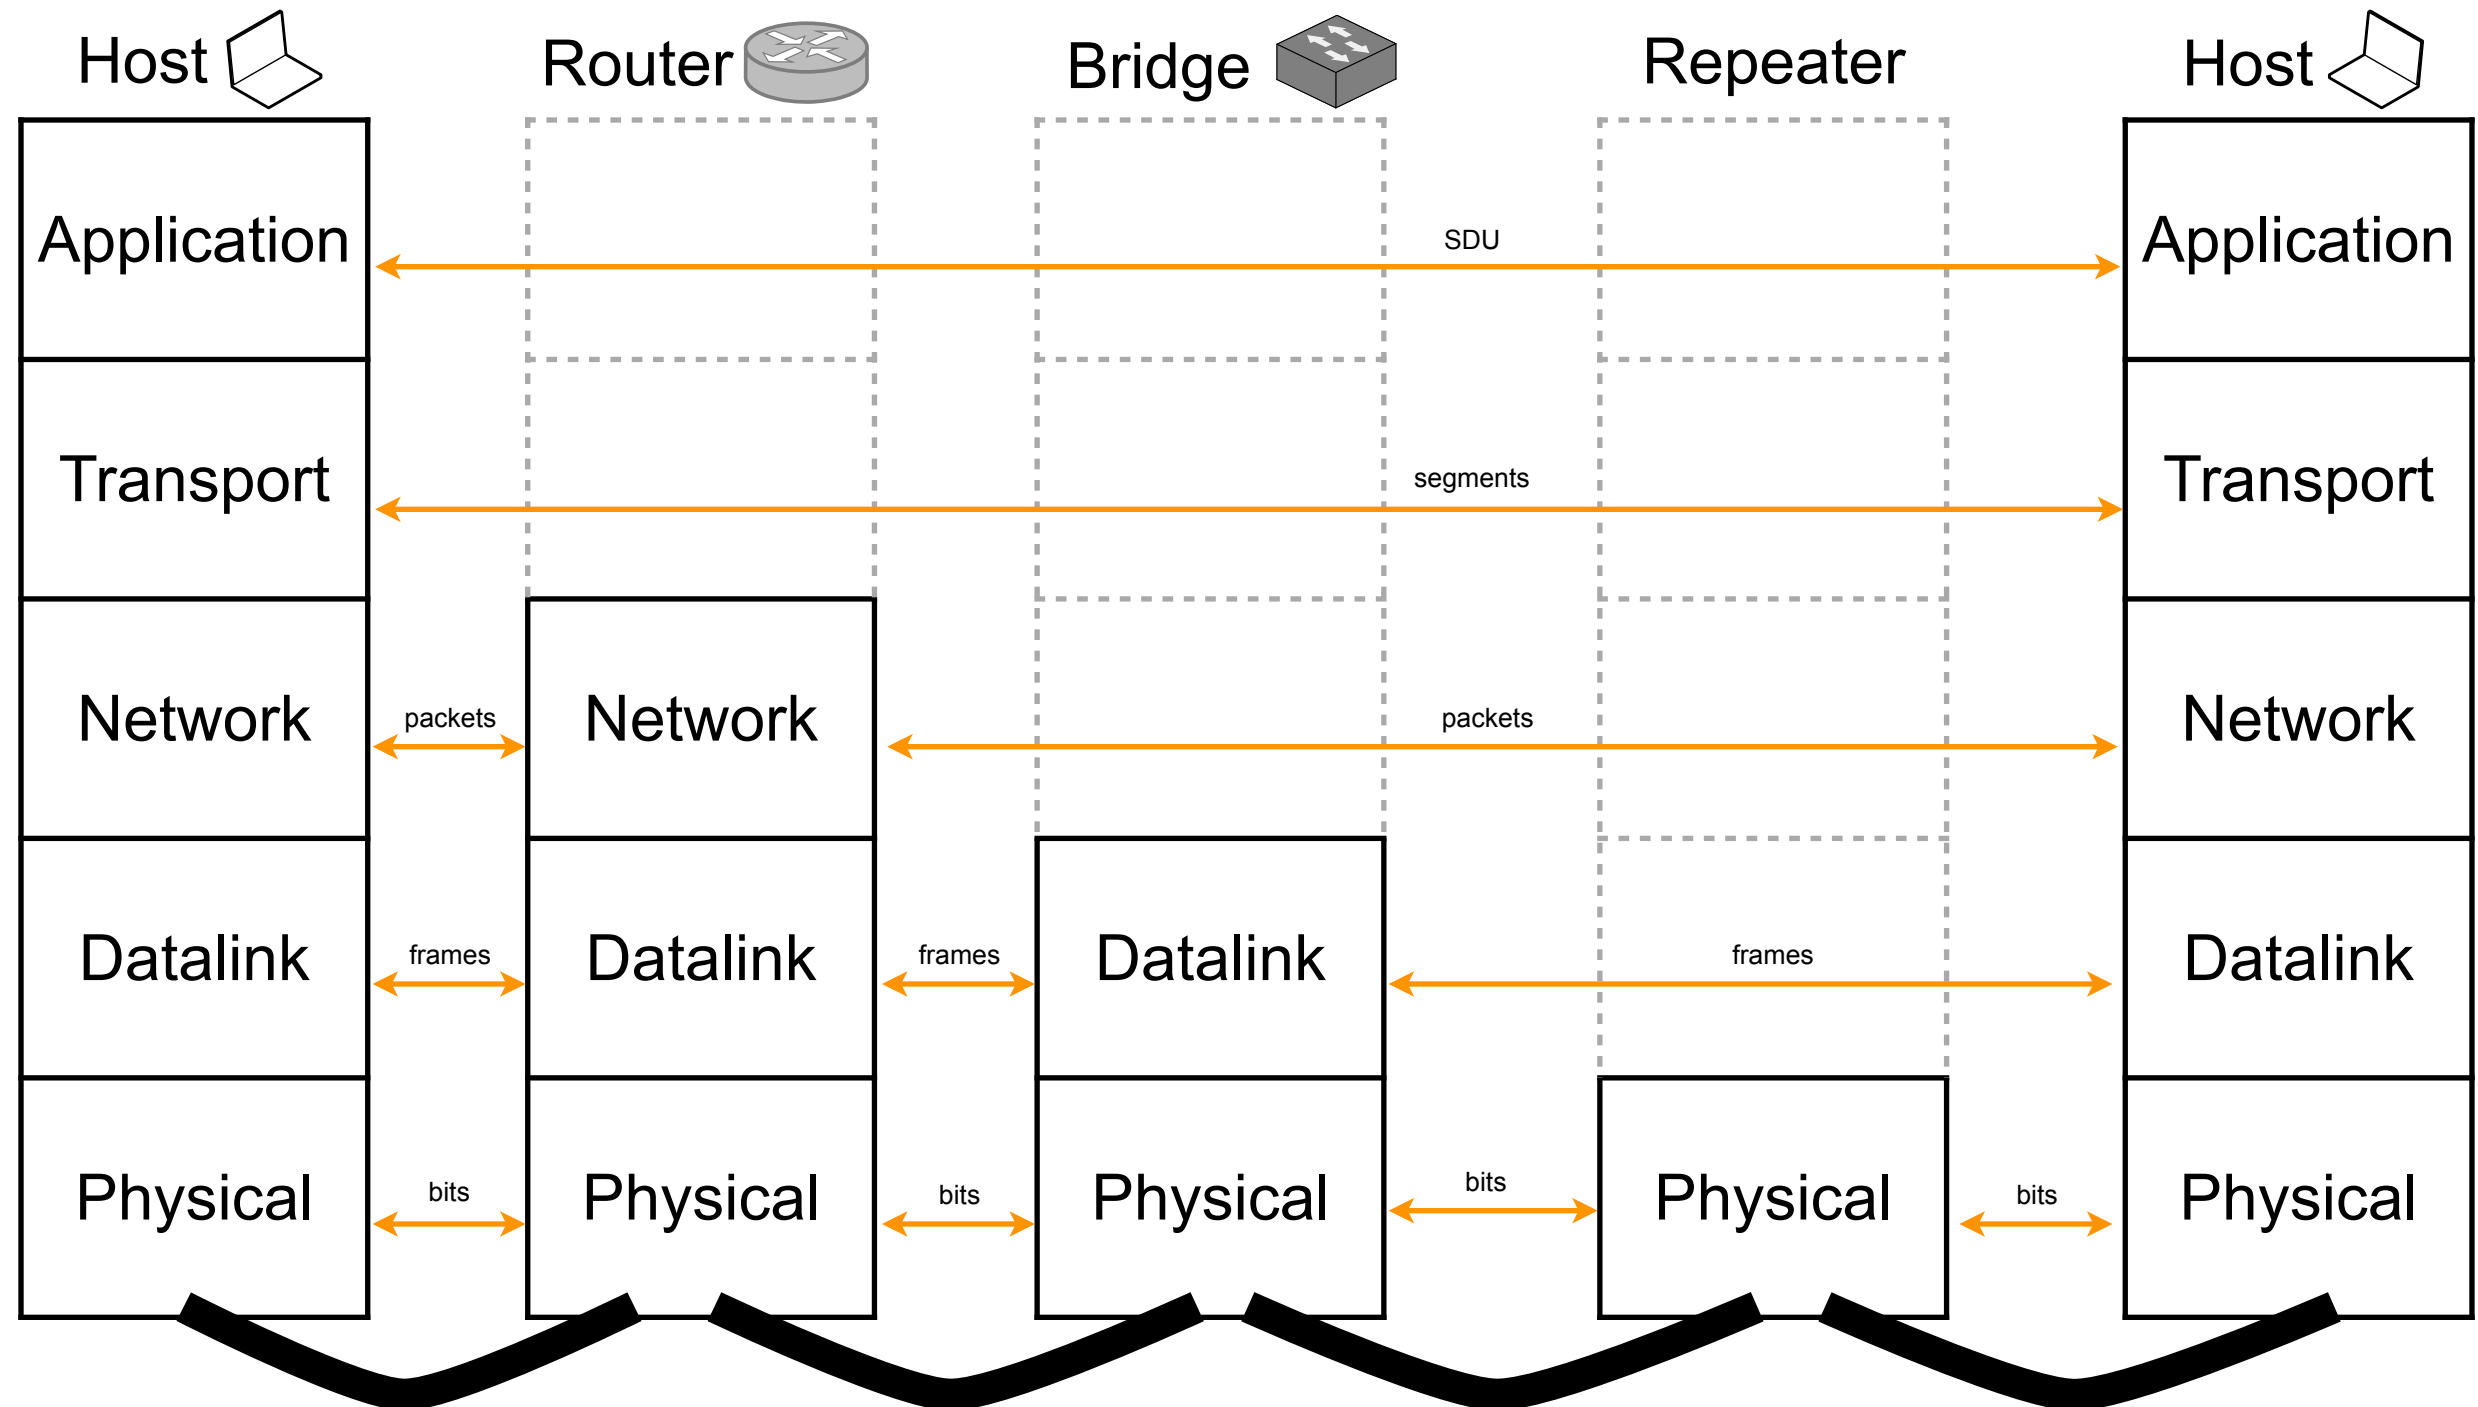 Host
Router
Bridge
Repeater
Host
Application
SDU
Application
Transport
segments
Transport
Network
packets
Network
packets
Network
Datalink
frames
Datalink
frames
Datalink
frames
Datalink
Physical
bits
Physical
bits
Physical
bits
Physical
bits
Physical